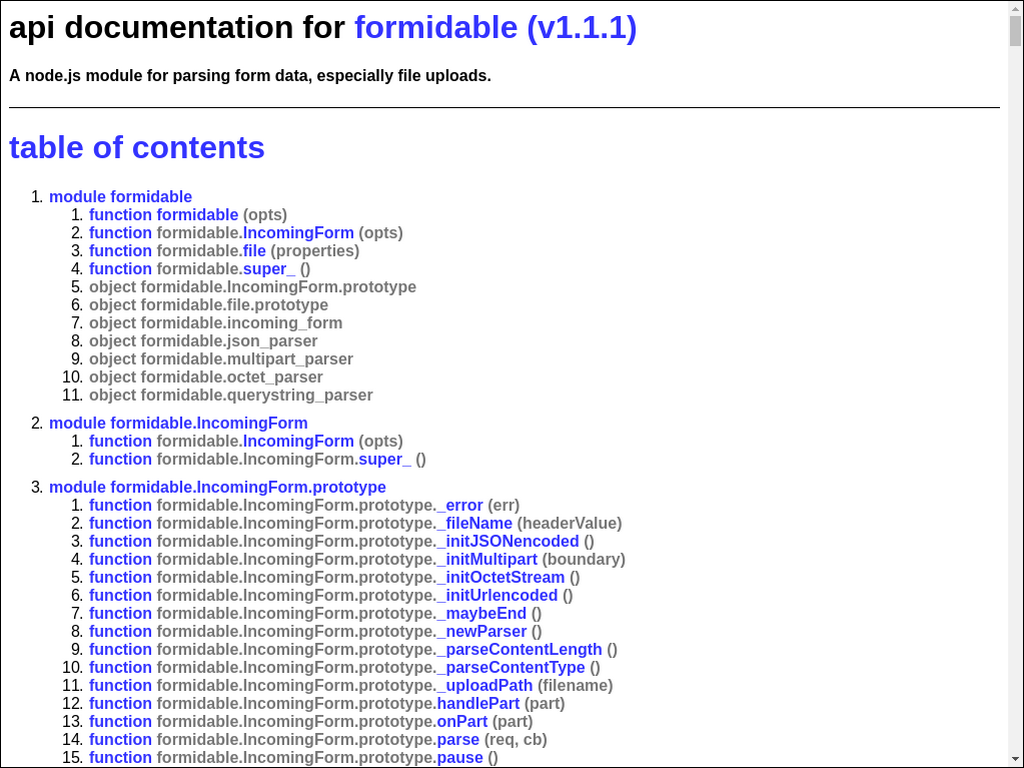 api documentation for formidable (v1.1.1)
A node.js module for parsing form data, especially file uploads.
table of contents
1. module formidable
1. function formidable (opts)
2. function formidable.IncomingForm (opts)
3. function formidable.file (properties)
4. function formidable.super_ ()
5. object formidable.IncomingForm.prototype
6. object formidable.file.prototype
7. object formidable.incoming_form
8. object formidable.json_parser
9. object formidable.multipart_parser
10. object formidable.octet_parser
11. object formidable.querystring_parser
2. module formidable.IncomingForm
1. function formidable.IncomingForm (opts)
2. function formidable.IncomingForm.super_ ()
3. module formidable.IncomingForm.prototype
1. function formidable.IncomingForm.prototype._error (err)
2. function formidable.IncomingForm.prototype._fileName (headerValue)
3. function formidable.IncomingForm.prototype._initJSONencoded ()
4. function formidable.IncomingForm.prototype._initMultipart (boundary)
5. function formidable.IncomingForm.prototype._initOctetStream ()
6. function formidable.IncomingForm.prototype._initUrlencoded ()
7. function formidable.IncomingForm.prototype._maybeEnd ()
8. function formidable.IncomingForm.prototype._newParser ()
9. function formidable.IncomingForm.prototype._parseContentLength ()
10. function formidable.IncomingForm.prototype._parseContentType ()
11. function formidable.IncomingForm.prototype._uploadPath (filename)
12. function formidable.IncomingForm.prototype.handlePart (part)
13. function formidable.IncomingForm.prototype.onPart (part)
14. function formidable.IncomingForm.prototype.parse (req, cb)
15. function formidable.IncomingForm.prototype.pause ()